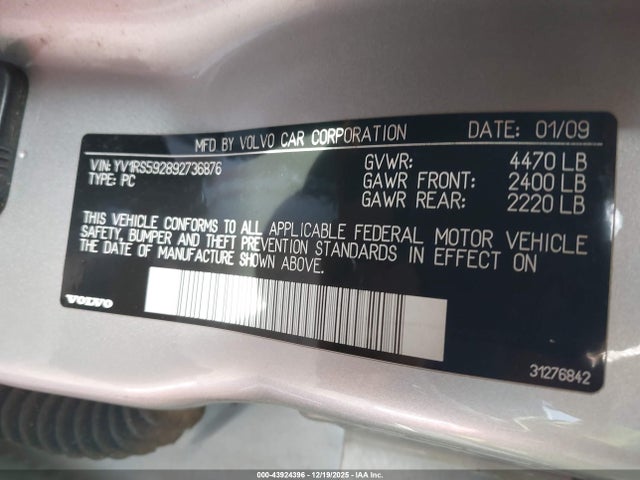 MFD BY VOLVO CAR CORPORATION
DATE: 01/09
VIN: YV1RS592892736876
TYPE: PC
GVWR: 4470 LB
GAWR FRONT: 2400 LB
GAWR REAR: 2220 LB
THIS VEHICLE CONFORMS TO ALL APPLICABLE FEDERAL MOTOR VEHICLE
SAFETY, BUMPER AND THEFT PREVENTION STANDARDS IN EFFECT ON
THE DATE OF MANUFACTURE SHOWN ABOVE.
VOLVO
31276842
000-43924396 - 12/19/2025 - IAAI.com